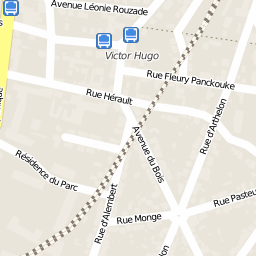 Avenue Léonie Rouzade
Victor Hugo
Rue Fleury Panckouke
Rue Hérault
Rue d'Arthelon
Avenue du Bois
Résidence du Parc
Rue d'Alembert
Rue Monge
Rue Pasteu